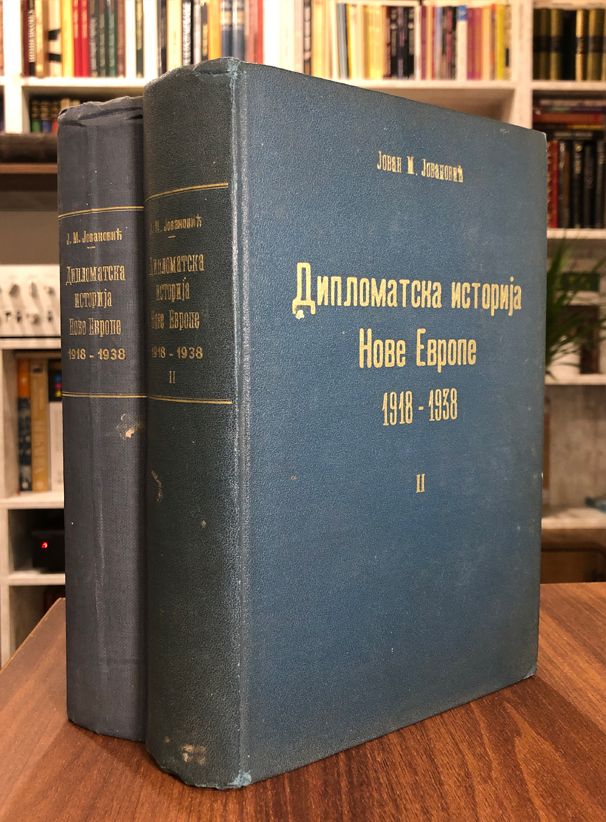 Ј. М. Јовановић
Дипломатска
историја
Нове Европе
1918 - 1938
Ј. М. Јовановић
Дипломатска
историја
Нове Европе
1918 - 1938
II
Јован М. Јовановић
Дипломатска историја
Нове Европе
1918 - 1938
II